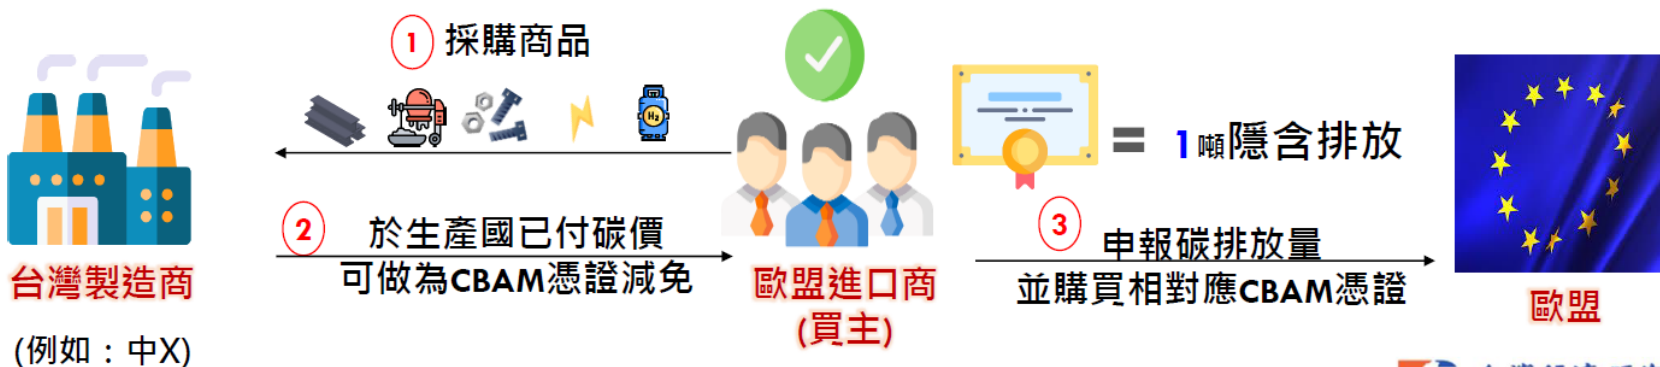 1 採購商品
H₂
= 1噸隱含排放
2 於生產國已付碳價
可做為CBAM憑證減免
3 申報碳排放量
並購買相對應CBAM憑證
台灣製造商
(例如：中X)
歐盟進口商
(買主)
歐盟